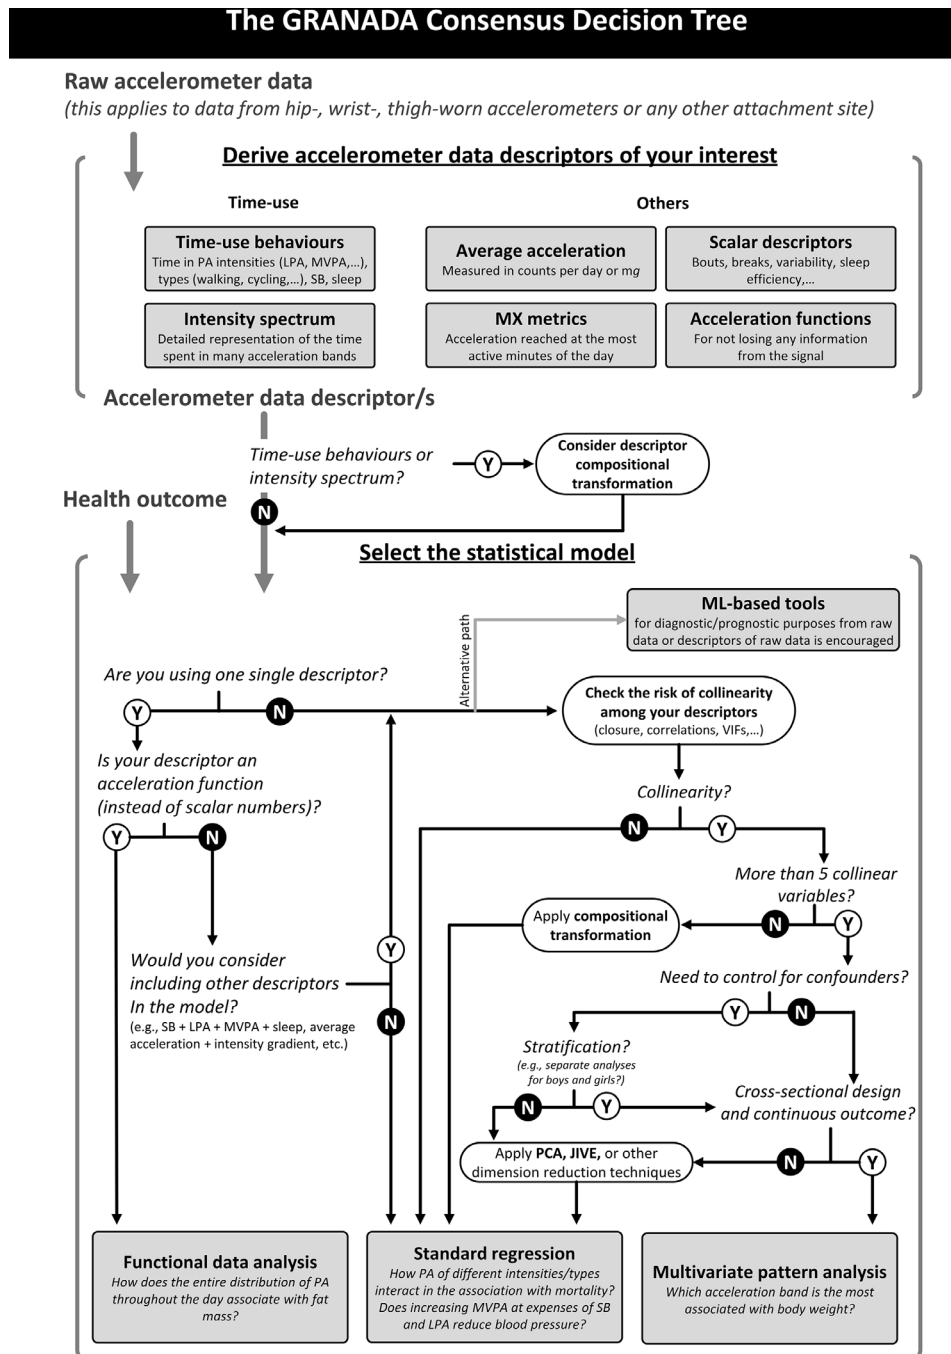 The GRANADA Consensus Decision Tree
Raw accelerometer data
(this applies to data from hip-, wrist-, thigh-worn accelerometers or any other attachment site)
Derive accelerometer data descriptors of your interest
Time-use
Others
Time-use behaviours
Time in PA intensities (LPA, MVPA,...),
types (walking, cycling,...), SB, sleep
Average acceleration
Measured in counts per day or mg
Scalar descriptors
Bouts, breaks, variability, sleep
efficiency,...
Intensity spectrum
Detailed representation of the time
spent in many acceleration bands
MX metrics
Acceleration reached at the most
active minutes of the day
Acceleration functions
For not losing any information
from the signal
Accelerometer data descriptor/s
Time-use behaviours or
intensity spectrum?
Y
Consider descriptor
compositional
transformation
Health outcome
N
Select the statistical model
ML-based tools
for diagnostic/prognostic purposes from raw
data or descriptors of raw data is encouraged
Alternative path
Are you using one single descriptor?
Y
N
Check the risk of collinearity
among your descriptors
(closure, correlations, VIFs,...)
Is your descriptor an
acceleration function
(instead of scalar numbers)?
Y
N
Collinearity?
N
Y
More than 5 collinear
variables?
Apply compositional
transformation
N
Y
Would you consider
including other descriptors
In the model?
(e.g., SB + LPA + MVPA + sleep, average
acceleration + intensity gradient, etc.)
Y
N
Need to control for confounders?
Y
N
Stratification?
(e.g., separate analyses
for boys and girls?)
N
Y
Cross-sectional design
and continuous outcome?
Apply PCA, JIVE, or other
dimension reduction techniques
N
Y
Functional data analysis
How does the entire distribution of PA
throughout the day associate with fat
mass?
Standard regression
How PA of different intensities/types
interact in the association with mortality?
Does increasing MVPA at expenses of SB
and LPA reduce blood pressure?
Multivariate pattern analysis
Which acceleration band is the most
associated with body weight?